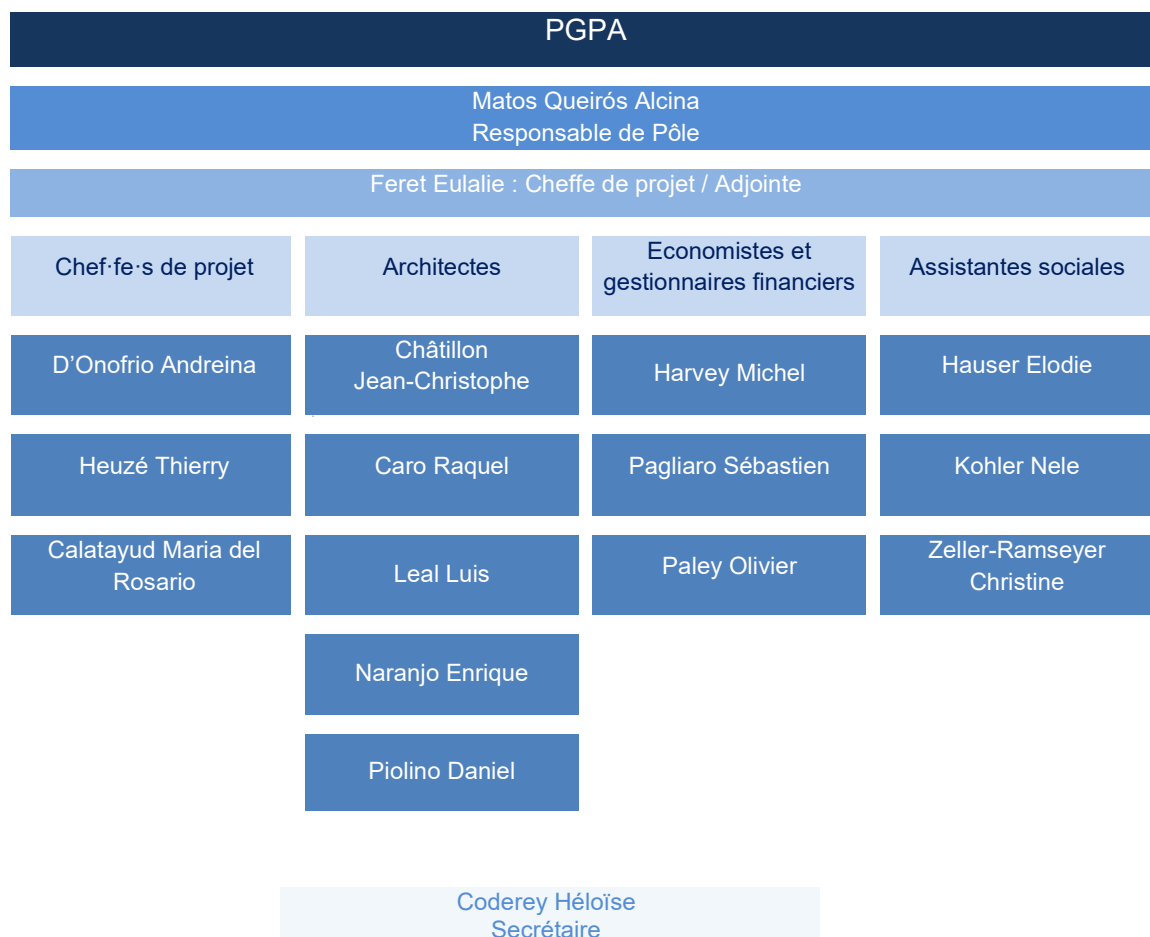 PGPA
Matos Queirós Alcina
Responsable de Pôle
Feret Eulalie : Cheffe de projet / Adjointe
Chef·fe·s de projet
Architectes
Economistes et
gestionnaires financiers
Assistantes sociales
D’Onofrio Andreina
Châtillon
Jean-Christophe
Harvey Michel
Hauser Elodie
Heuzé Thierry
Caro Raquel
Pagliaro Sébastien
Kohler Nele
Calatayud Maria del
Rosario
Leal Luis
Paley Olivier
Zeller-Ramseyer
Christine
Naranjo Enrique
Piolino Daniel
Coderey Héloïse
Secrétaire